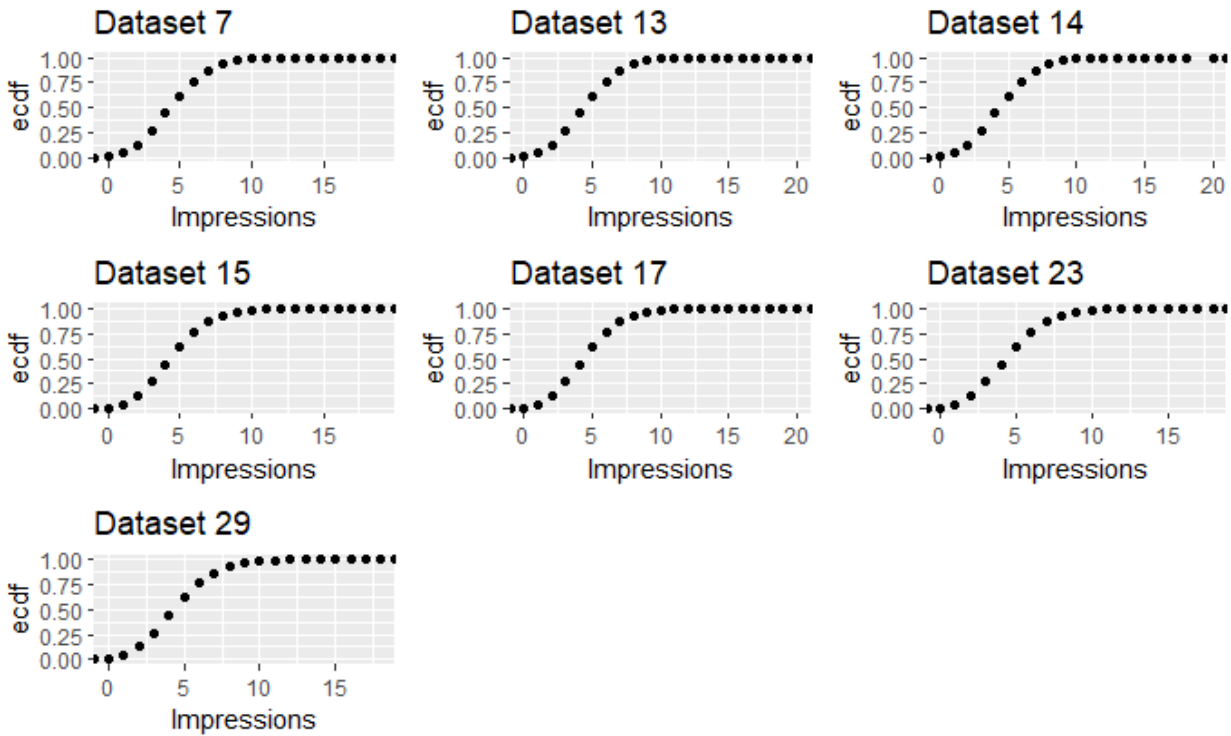 Dataset 7
1.00
0.75
0.50
0.25
0.00
ecdf
0 5 10 15
Impressions
Dataset 13
1.00
0.75
0.50
0.25
0.00
ecdf
0 5 10 15 20
Impressions
Dataset 14
1.00
0.75
0.50
0.25
0.00
ecdf
0 5 10 15 20
Impressions
Dataset 15
1.00
0.75
0.50
0.25
0.00
ecdf
0 5 10 15
Impressions
Dataset 17
1.00
0.75
0.50
0.25
0.00
ecdf
0 5 10 15 20
Impressions
Dataset 23
1.00
0.75
0.50
0.25
0.00
ecdf
0 5 10 15
Impressions
Dataset 29
1.00
0.75
0.50
0.25
0.00
ecdf
0 5 10 15
Impressions